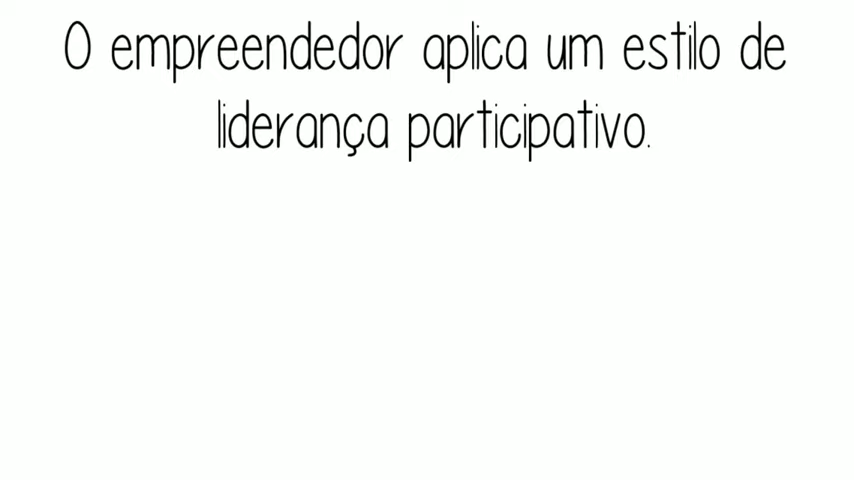 O empreendedor aplica um estilo de
liderança participativo.